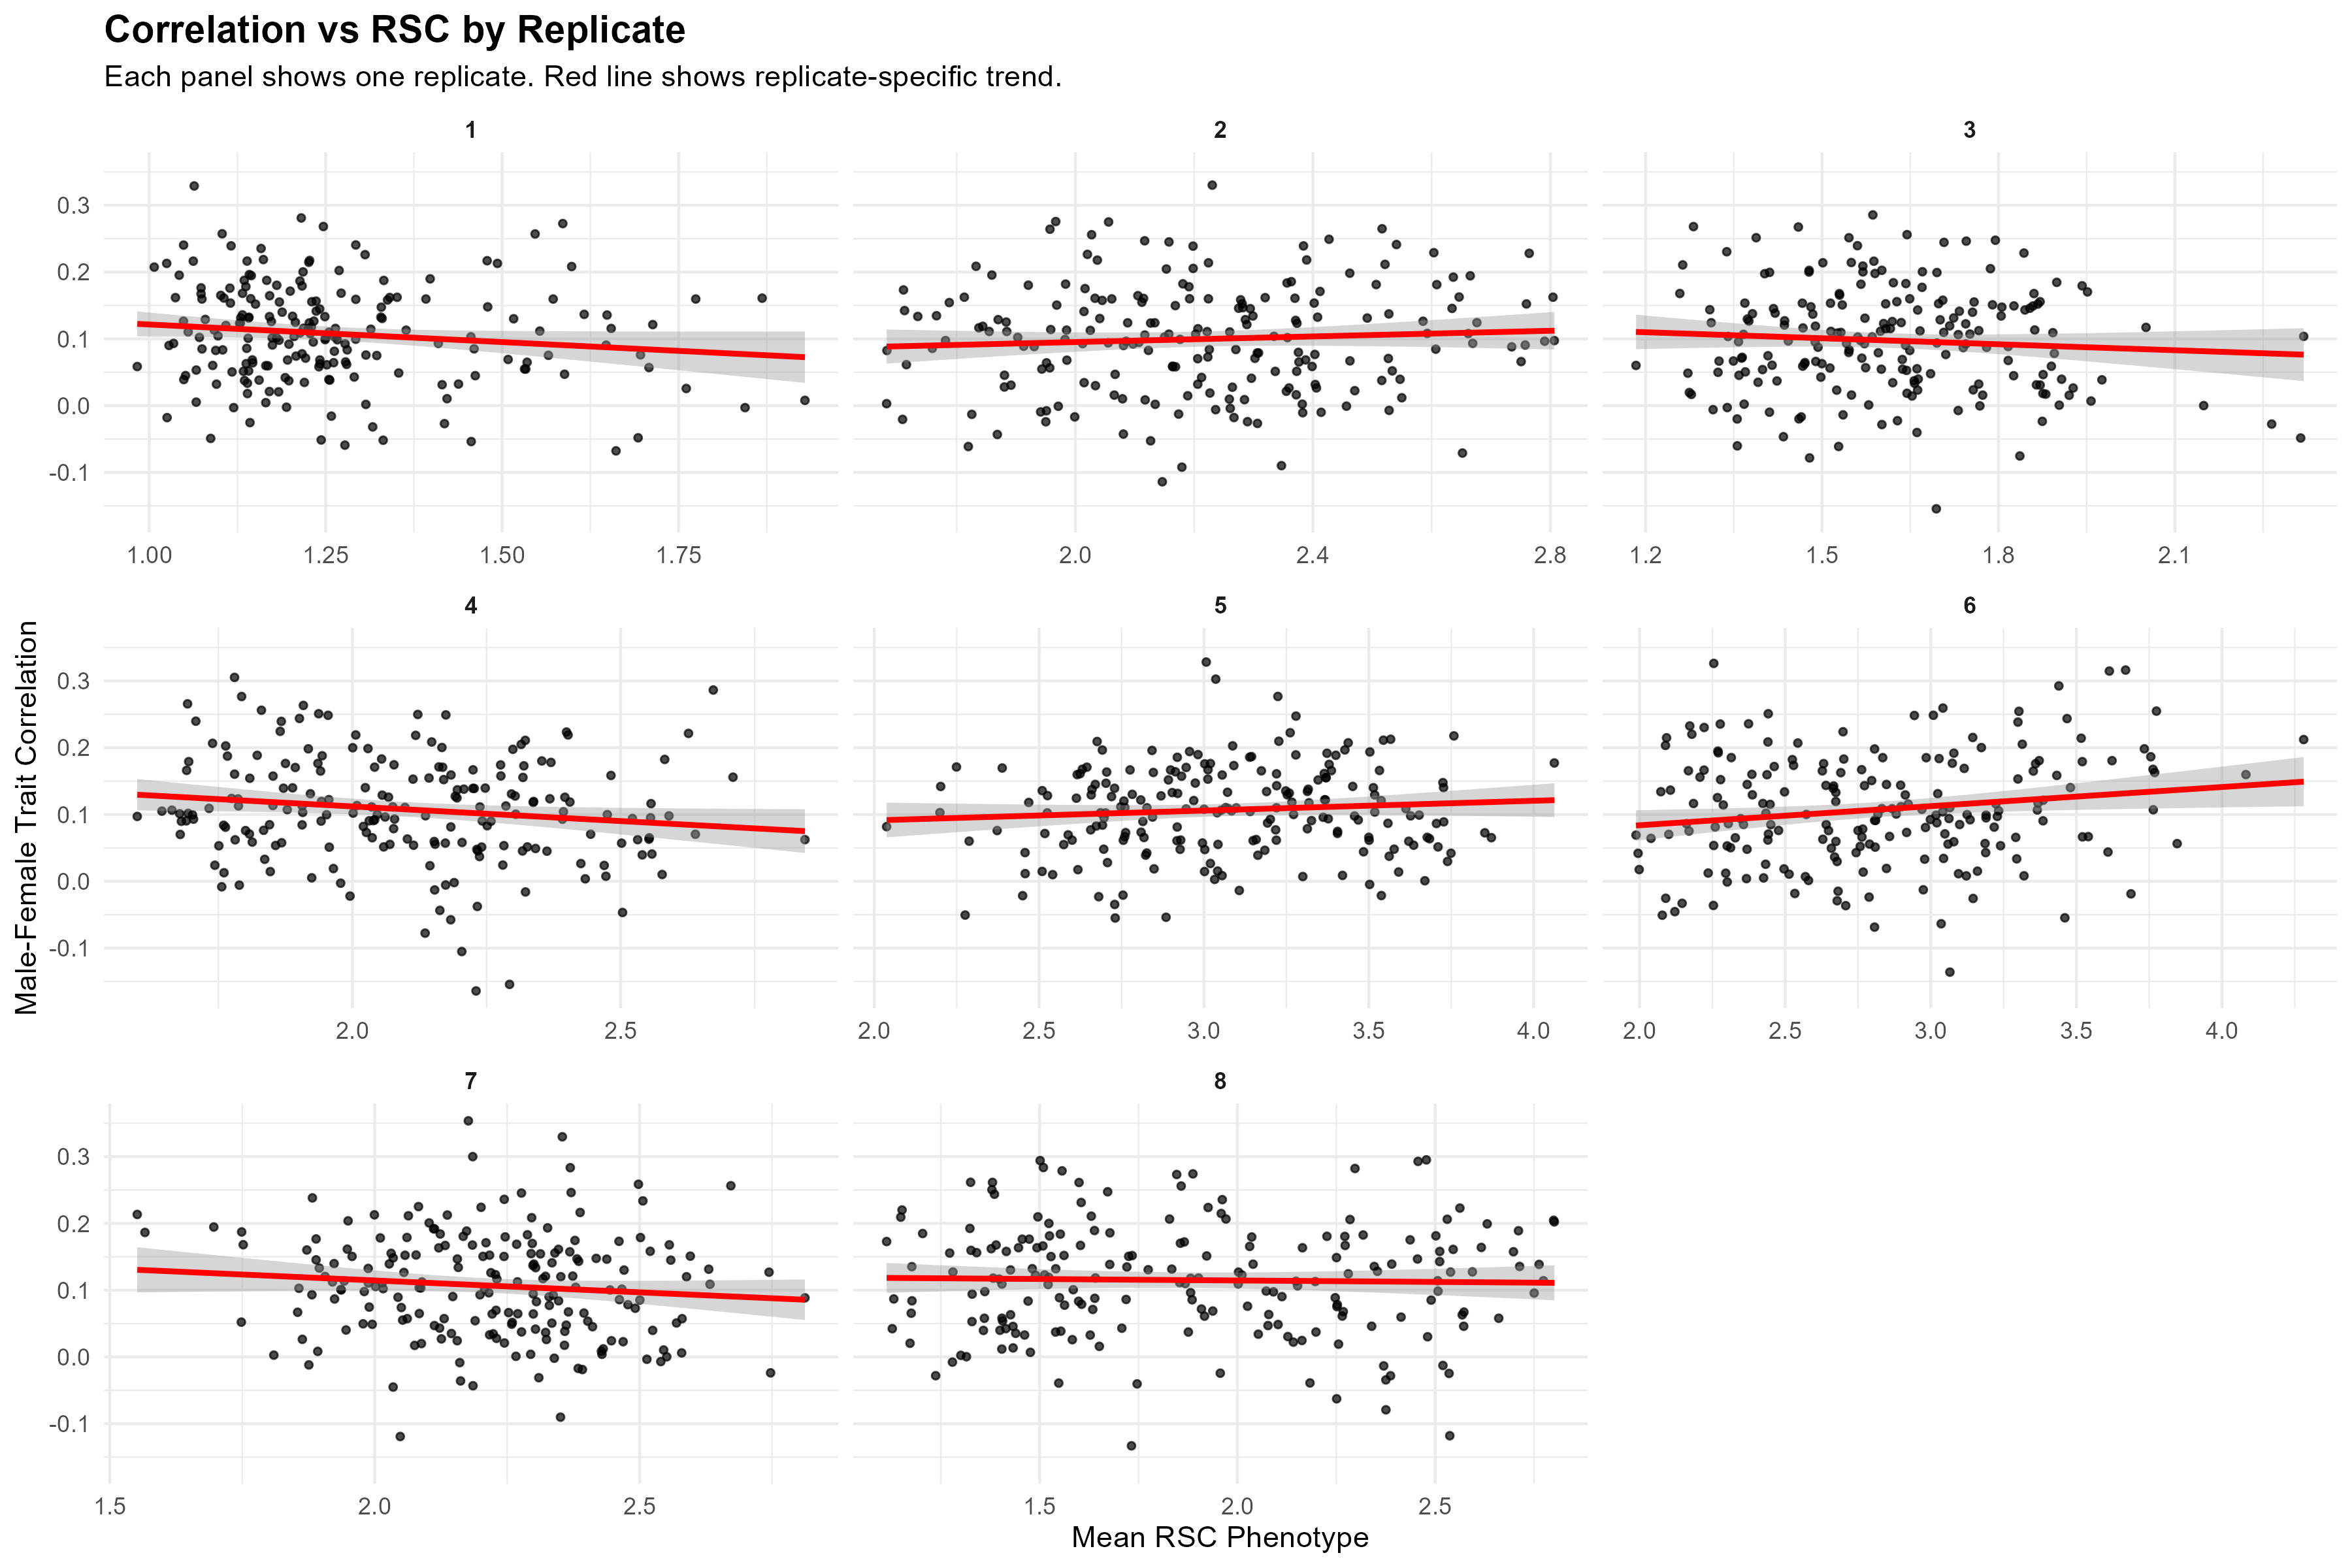 Correlation vs RSC by Replicate
Each panel shows one replicate. Red line shows replicate-specific trend.
1 2 3
0.3
0.2
0.1
0.0
-0.1
1.00 1.25 1.50 1.75 2.0 2.4 2.8 1.2 1.5 1.8 2.1
4 5 6
0.3
0.2
0.1
0.0
-0.1
2.0 2.5 2.0 2.5 3.0 3.5 4.0 2.0 2.5 3.0 3.5 4.0
Male-Female Trait Correlation
7 8
0.3
0.2
0.1
0.0
-0.1
1.5 2.0 2.5 1.5 2.0 2.5
Mean RSC Phenotype